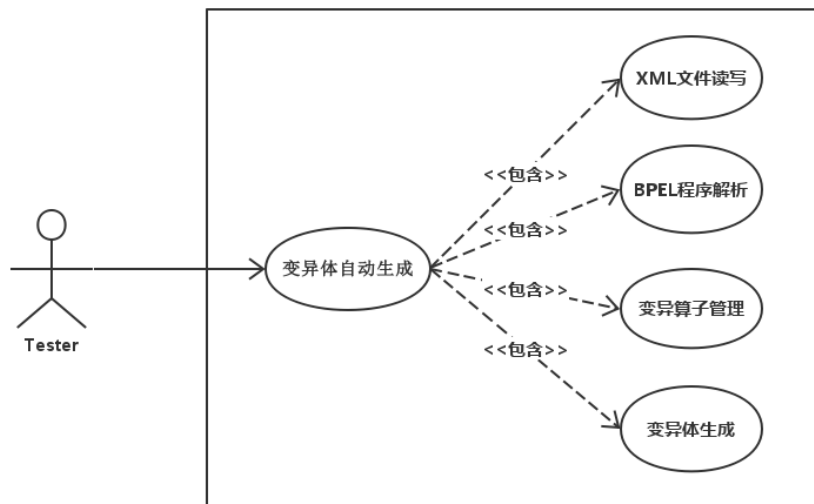 XML文件读写
<<包含>>
BPEL程序解析
<<包含>>
变异体自动生成
<<包含>>
变异算子管理
Tester
<<包含>>
变异体生成